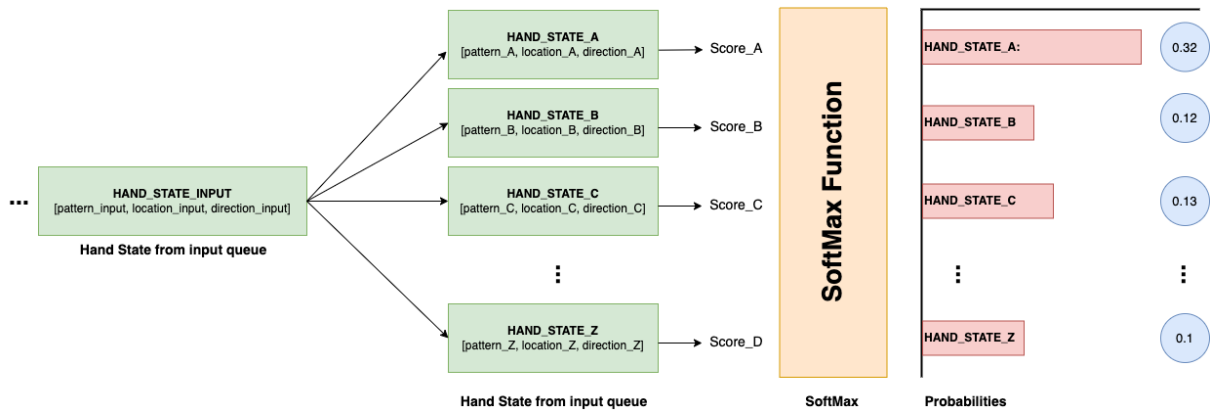 HAND_STATE_A
[pattern_A, location_A, direction_A]
Score_A
HAND_STATE_B
[pattern_B, location_B, direction_B]
Score_B
...
HAND_STATE_INPUT
[pattern_input, location_input, direction_input]
Hand State from input queue
HAND_STATE_C
[pattern_C, location_C, direction_C]
Score_C
...
HAND_STATE_Z
[pattern_Z, location_Z, direction_Z]
Score_D
Hand State from input queue
SoftMax Function
SoftMax
HAND_STATE_A:
0.32
HAND_STATE_B
0.12
HAND_STATE_C
0.13
...
...
HAND_STATE_Z
0.1
Probabilities